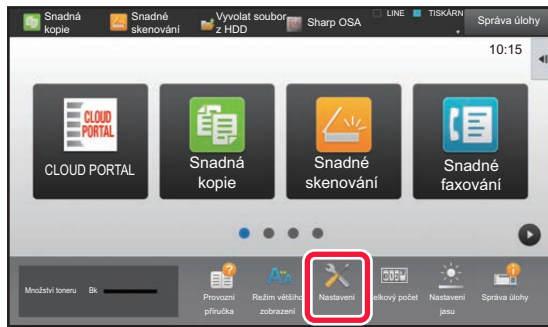 Snadná
kopie
Snadné
skenování
Vyvolat soubor
z HDD
Sharp OSA
LINE
TISKÁRN
Správa úlohy
10:15
CLOUD
PORTAL
CLOUD PORTAL
Snadná
kopie
Snadné
skenování
Snadné
faxování
Množství toneru Bk
Provozní
příručka
Režim většího
zobrazení
Nastavení
elkový počet
Nastavení
jasu
Správa úlohy